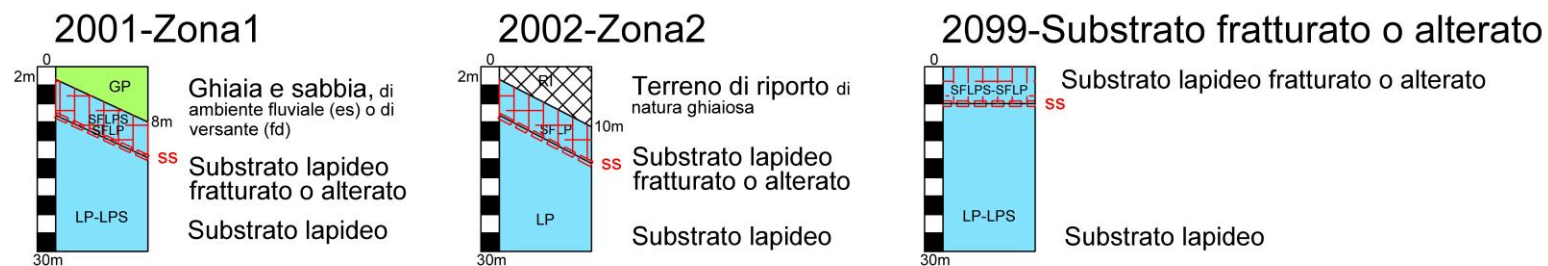 2001-Zona1
0
2m
GP
8m
SFLPS
SFLP
SS
LP-LPS
30m
Ghiaia e sabbia, di
ambiente fluviale (es) o di
versante (fd)
Substrato lapideo
fratturato o alterato
Substrato lapideo
2002-Zona2
0
2m
RI
10m
SFLP
SS
LP
30m
Terreno di riporto di
natura ghiaiosa
Substrato lapideo
fratturato o alterato
Substrato lapideo
2099-Substrato fratturato o alterato
0
SFLPS-SFLP
SS
LP-LPS
30m
Substrato lapideo fratturato o alterato
Substrato lapideo